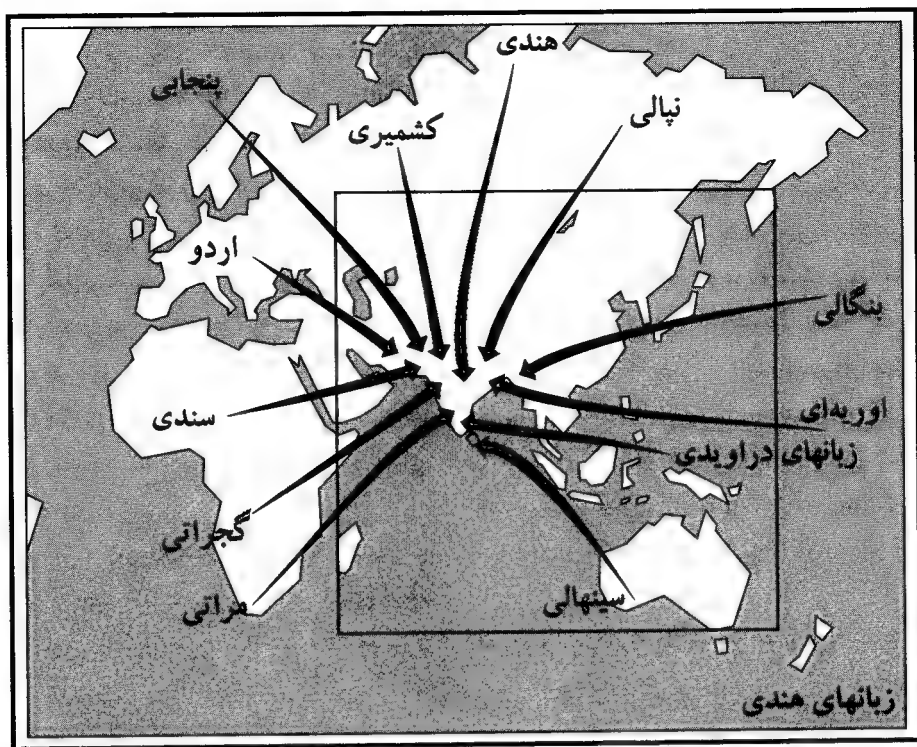 هندی
پنجابی
نپالی
کشمیری
اردو
بنگالی
اوریه‌ای
سندی
زبانهای دراویدی
گجراتی
سینهالی
مراتی
زبانهای هندی